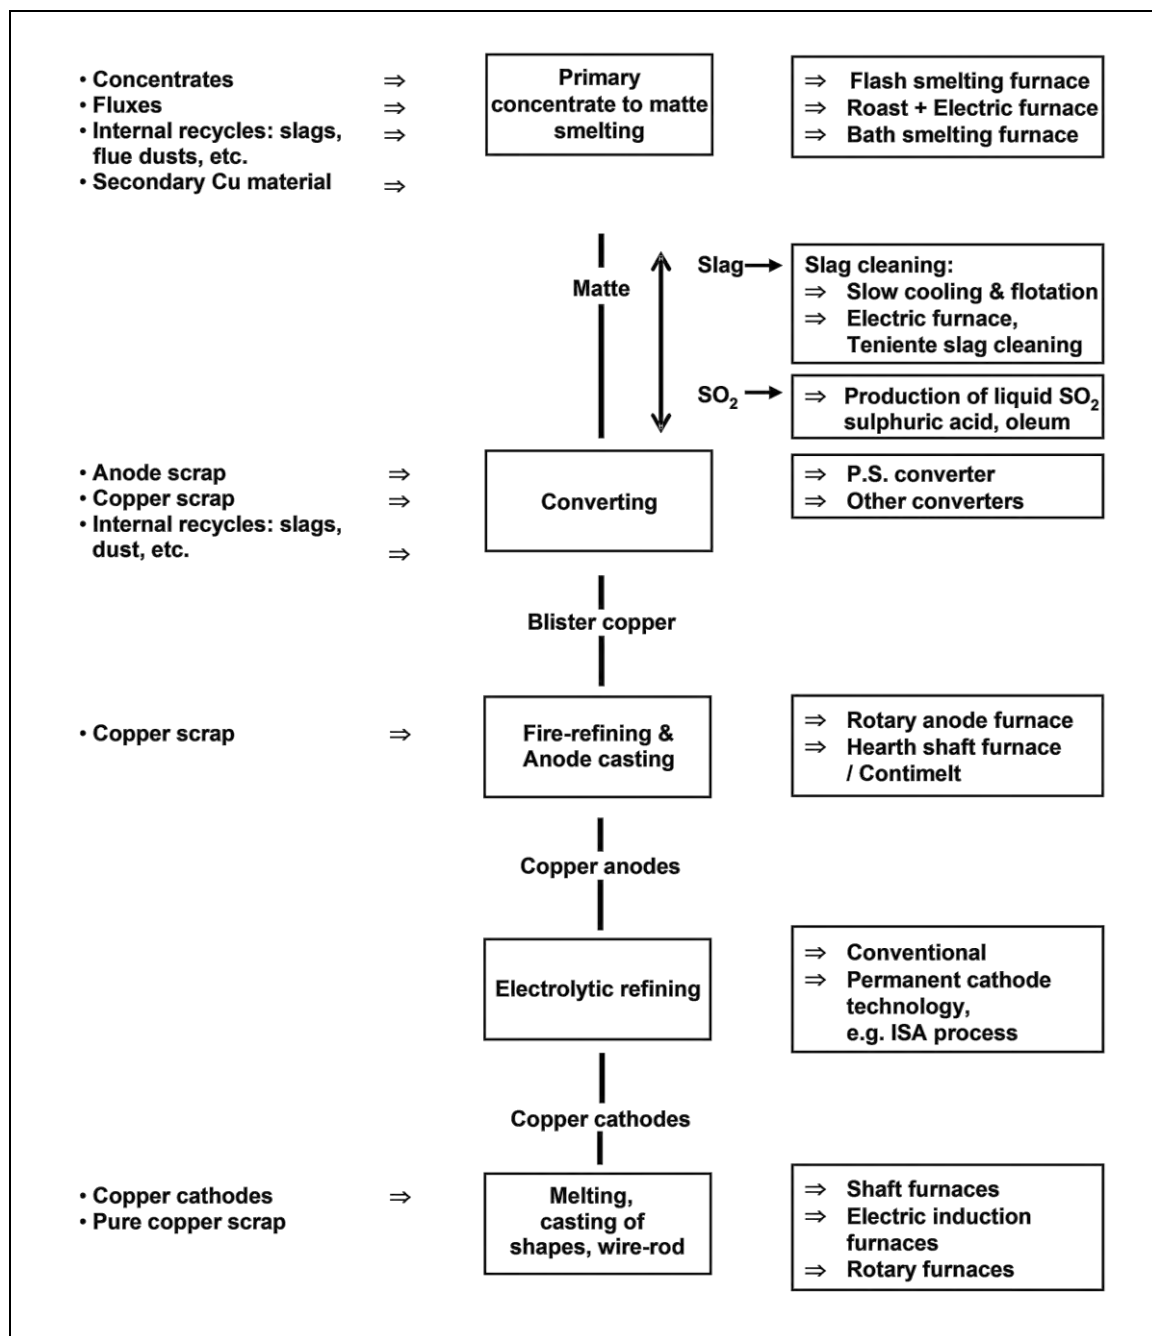 • Concentrates ⇒
• Fluxes ⇒
• Internal recycles: slags, ⇒
flue dusts, etc.
• Secondary Cu material ⇒
Primary
concentrate to matte
smelting
⇒ Flash smelting furnace
⇒ Roast + Electric furnace
⇒ Bath smelting furnace
Matte
Slag
Slag cleaning:
⇒ Slow cooling & flotation
⇒ Electric furnace,
Teniente slag cleaning
SO2
⇒ Production of liquid SO2
sulphuric acid, oleum
• Anode scrap ⇒
• Copper scrap ⇒
• Internal recycles: slags,
dust, etc. ⇒
Converting
⇒ P.S. converter
⇒ Other converters
Blister copper
• Copper scrap ⇒
Fire-refining &
Anode casting
⇒ Rotary anode furnace
⇒ Hearth shaft furnace
/ Contimelt
Copper anodes
Electrolytic refining
⇒ Conventional
⇒ Permanent cathode
technology,
e.g. ISA process
Copper cathodes
• Copper cathodes ⇒
• Pure copper scrap
Melting,
casting of
shapes, wire-rod
⇒ Shaft furnaces
⇒ Electric induction
furnaces
⇒ Rotary furnaces